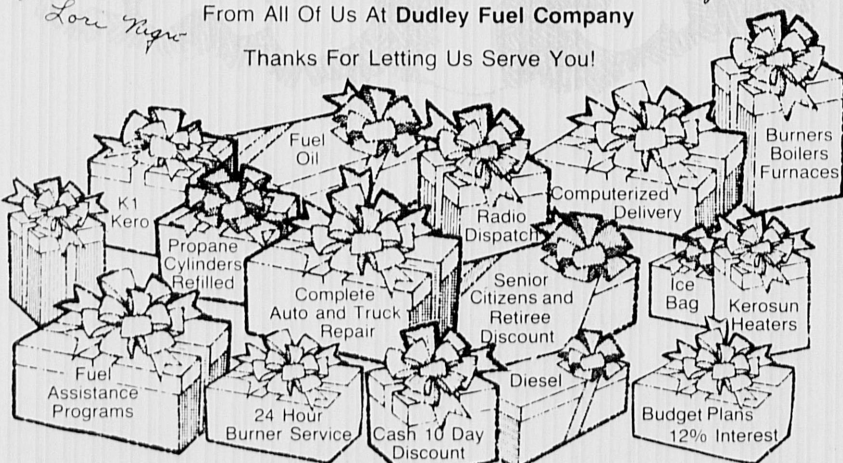 Lori Nigro
From All Of Us At Dudley Fuel Company
Thanks For Letting Us Serve You!
Burners
Boilers
Furnaces
Fuel
Oil
K1
Kero
Radio
Dispatch
Computerized
Delivery
Propane
Cylinders
Refilled
Complete
Auto and Truck
Repair
Senior
Citizens and
Retiree
Discount
Ice
Bag
Kerosun
Heaters
Fuel
Assistance
Programs
24 Hour
Burner Service
Cash 10 Day
Discount
Diesel
Budget Plans
12% Interest